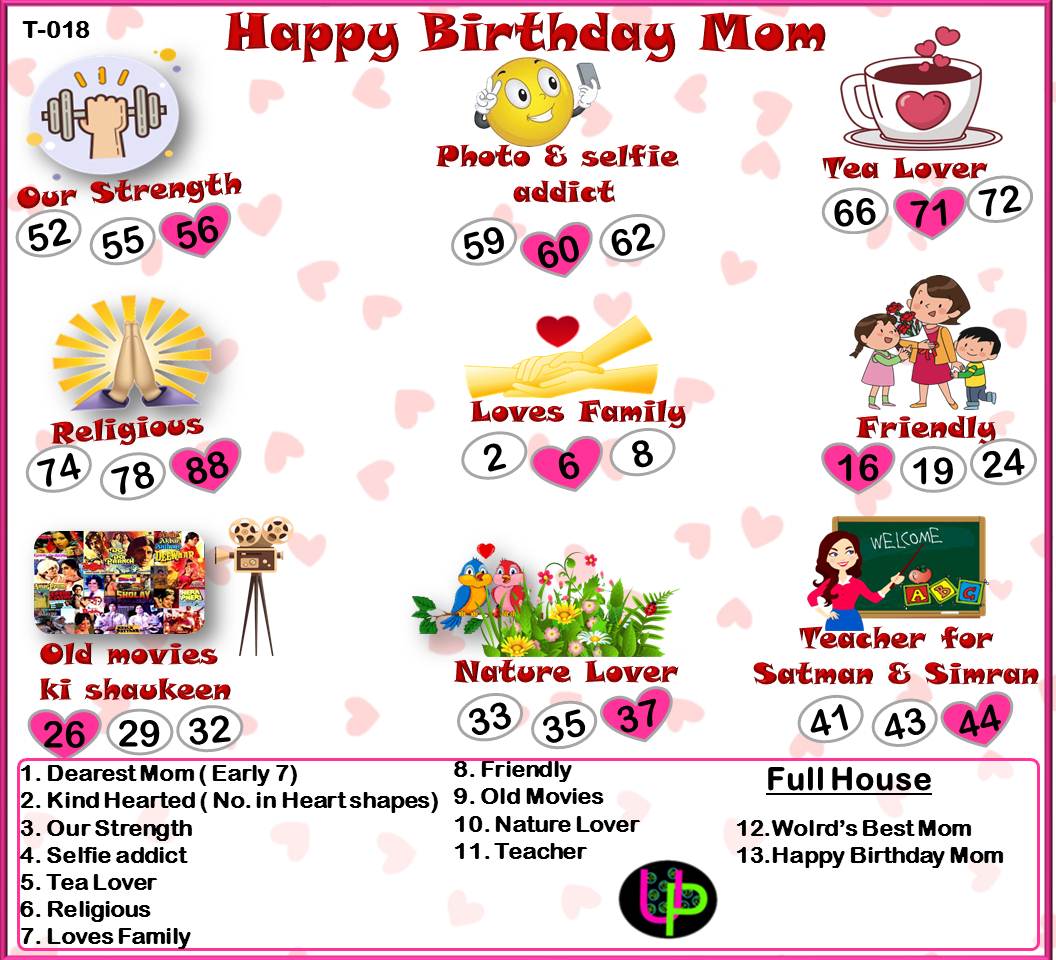 T-018
Happy Birthday Mom
Our Strength
52 55 56
Photo & selfie
addict
59 60 62
Tea Lover
66 71 72
Religious
74 78 88
Loves Family
2 6 8
Friendly
16 19 24
DEEWAAR
SHOLAY
Old movies
ki shaukeen
26 29 32
Nature Lover
33 35 37
WELCOME
A B C
Teacher for
Satman & Simran
41 43 44
1. Dearest Mom ( Early 7)
2. Kind Hearted ( No. in Heart shapes)
3. Our Strength
4. Selfie addict
5. Tea Lover
6. Religious
7. Loves Family
8. Friendly
9. Old Movies
10. Nature Lover
11. Teacher
Full House
12.Wolrd's Best Mom
13.Happy Birthday Mom
UP